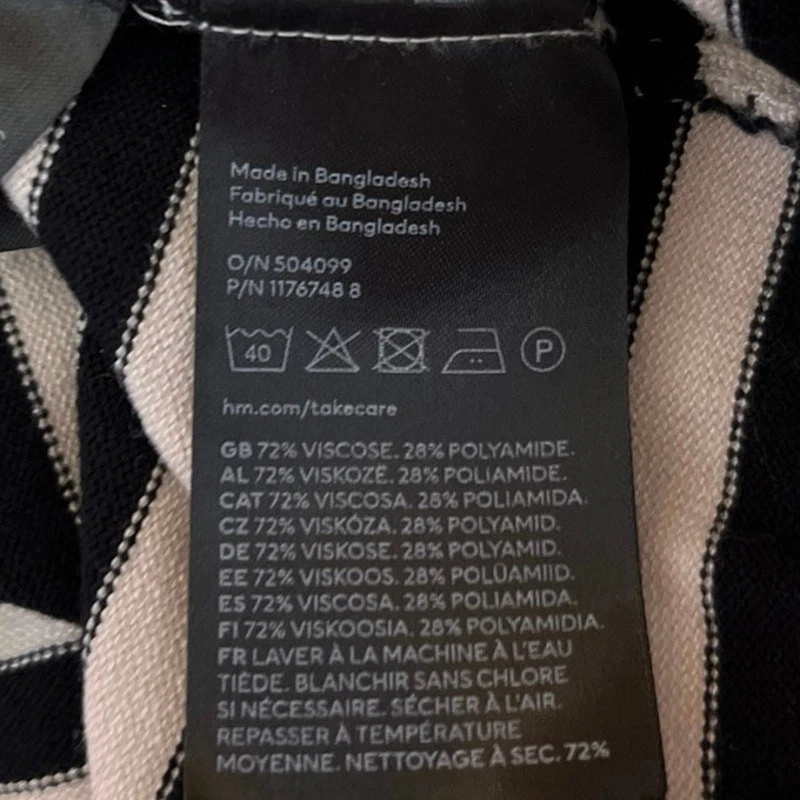 Made in Bangladesh
Fabriqué au Bangladesh
Hecho en Bangladesh
O/N 504099
P/N 1176748 8
40 P
hm.com/takecare
GB 72% VISCOSE. 28% POLYAMIDE.
AL 72% VISKOZË. 28% POLIAMIDE.
CAT 72% VISCOSA. 28% POLIAMIDA.
CZ 72% VISKÓZA. 28% POLYAMID.
DE 72% VISKOSE. 28% POLYAMID.
EE 72% VISKOOS. 28% POLÜAMIID.
ES 72% VISCOSA. 28% POLIAMIDA.
FI 72% VISKOOSIA. 28% POLYAMIDIA.
FR LAVER À LA MACHINE À L'EAU
TIÈDE. BLANCHIR SANS CHLORE
SI NÉCESSAIRE. SÉCHER À L'AIR.
REPASSER À TEMPÉRATURE
MOYENNE. NETTOYAGE À SEC. 72%